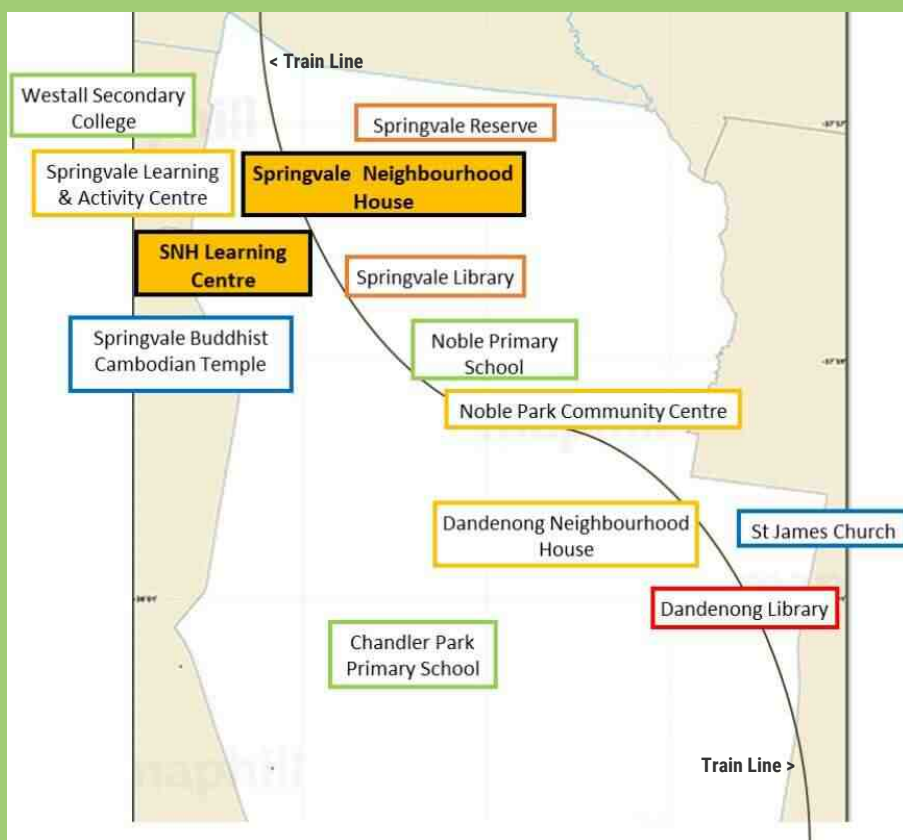 < Train Line
Westall Secondary
College
Springvale Reserve
Springvale Learning
& Activity Centre
Springvale Neighbourhood
House
SNH Learning
Centre
Springvale Library
Springvale Buddhist
Cambodian Temple
Noble Primary
School
Noble Park Community Centre
Dandenong Neighbourhood
House
St James Church
Dandenong Library
Chandler Park
Primary School
Train Line >
maphill